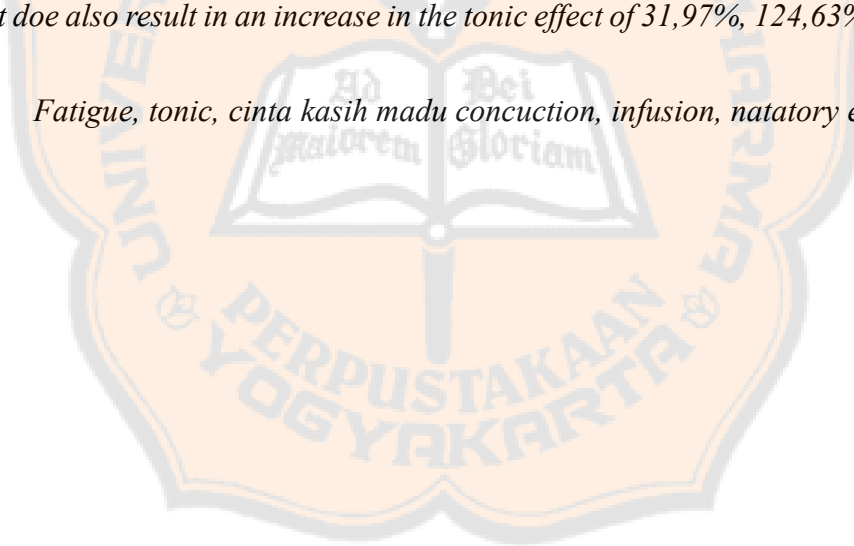 t doe also result in an increase in the tonic effect of 31,97%, 124,63%
Fatigue, tonic, cinta kasih madu concuction, infusion, natatory e
Ad Dei
Maiorem Gloriam
PERPUSTAKAAN
YOGYAKARTA